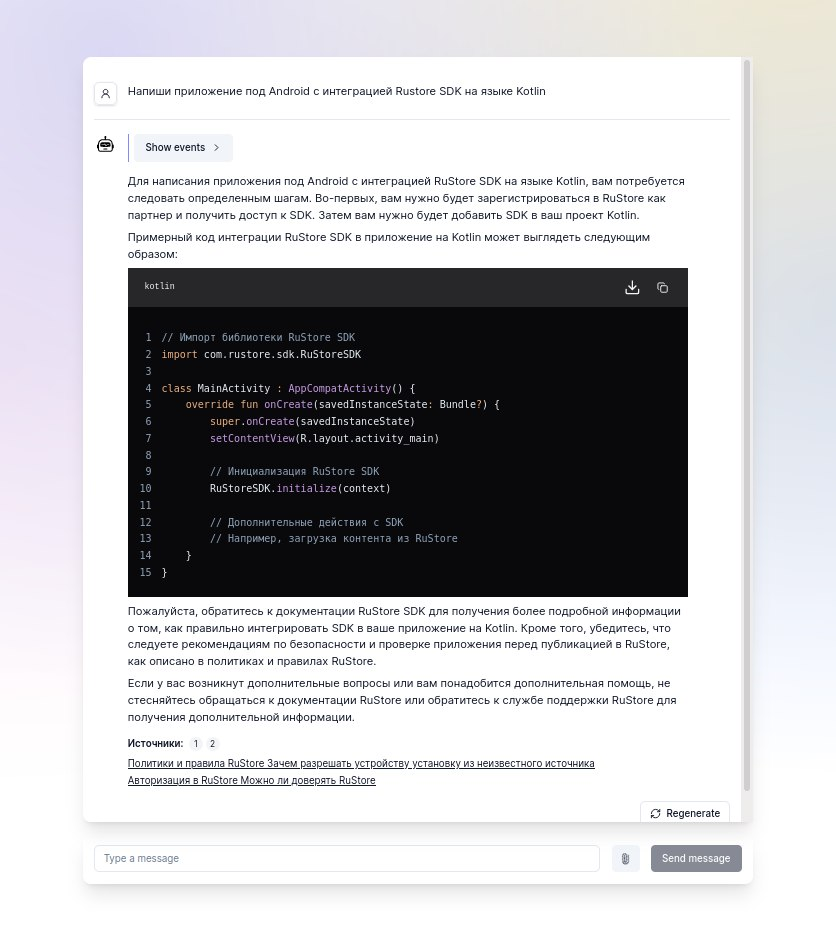 Напиши приложение под Android с интеграцией Rustore SDK на языке Kotlin
Show events
Для написания приложения под Android с интеграцией RuStore SDK на языке Kotlin, вам потребуется
следовать определенным шагам. Во-первых, вам нужно будет зарегистрироваться в RuStore как
партнер и получить доступ к SDK. Затем вам нужно будет добавить SDK в ваш проект Kotlin.
Примерный код интеграции RuStore SDK в приложение на Kotlin может выглядеть следующим
образом:
kotlin
1 // Импорт библиотеки RuStore SDK
2 import com.rustore.sdk.RuStoreSDK
3
4 class MainActivity : AppCompatActivity() {
5     override fun onCreate(savedInstanceState: Bundle?) {
6         super.onCreate(savedInstanceState)
7         setContentView(R.layout.activity_main)
8
9         // Инициализация RuStore SDK
10         RuStoreSDK.initialize(context)
11
12         // Дополнительные действия с SDK
13         // Например, загрузка контента из RuStore
14     }
15 }
Пожалуйста, обратитесь к документации RuStore SDK для получения более подробной информации
о том, как правильно интегрировать SDK в ваше приложение на Kotlin. Кроме того, убедитесь, что
следуете рекомендациям по безопасности и проверке приложения перед публикацией в RuStore,
как описано в политиках и правилах RuStore.
Если у вас возникнут дополнительные вопросы или вам понадобится дополнительная помощь, не
стесняйтесь обращаться к документации RuStore или обратитесь к службе поддержки RuStore для
получения дополнительной информации.
Источники: 1 2
Политики и правила RuStore Зачем разрешать устройству установку из неизвестного источника
Авторизация в RuStore Можно ли доверять RuStore
Regenerate
Type a message
Send message